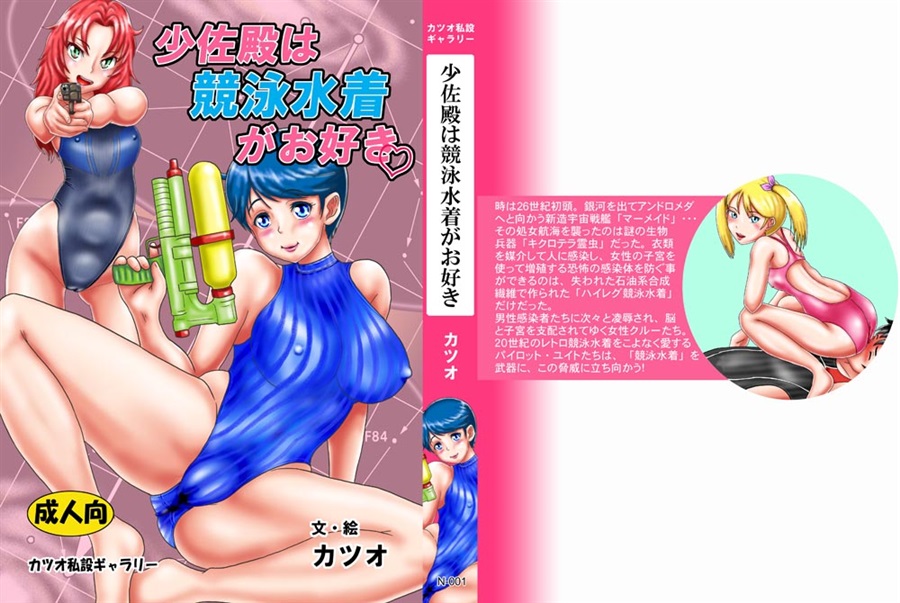 少佐殿は
競泳水着
がお好き♡
F84
成人向
文・絵
カツオ
カツオ私設ギャラリー
カツオ私設
ギャラリー
少佐殿は競泳水着がお好き
カツオ
N-001
時は26世紀初頭。銀河を出てアンドロメダ
へと向かう新造宇宙戦艦「マーメイド」･･･
その処女航海を襲ったのは謎の生物
兵器「キクロテラ霊虫」だった。衣類
を媒介して人に感染し、女性の子宮を
使って増殖する恐怖の感染体を防ぐ事
ができるのは、失われた石油系合成
繊維で作られた「ハイレグ競泳水着」
だけだった。
男性感染者たちに次々と凌辱され、脳
と子宮を支配されてゆく女性クルーたち。
20世紀のレトロ競泳水着をこよなく愛する
パイロット・ユイトたちは、「競泳水着」を
武器に、この脅威に立ち向かう!